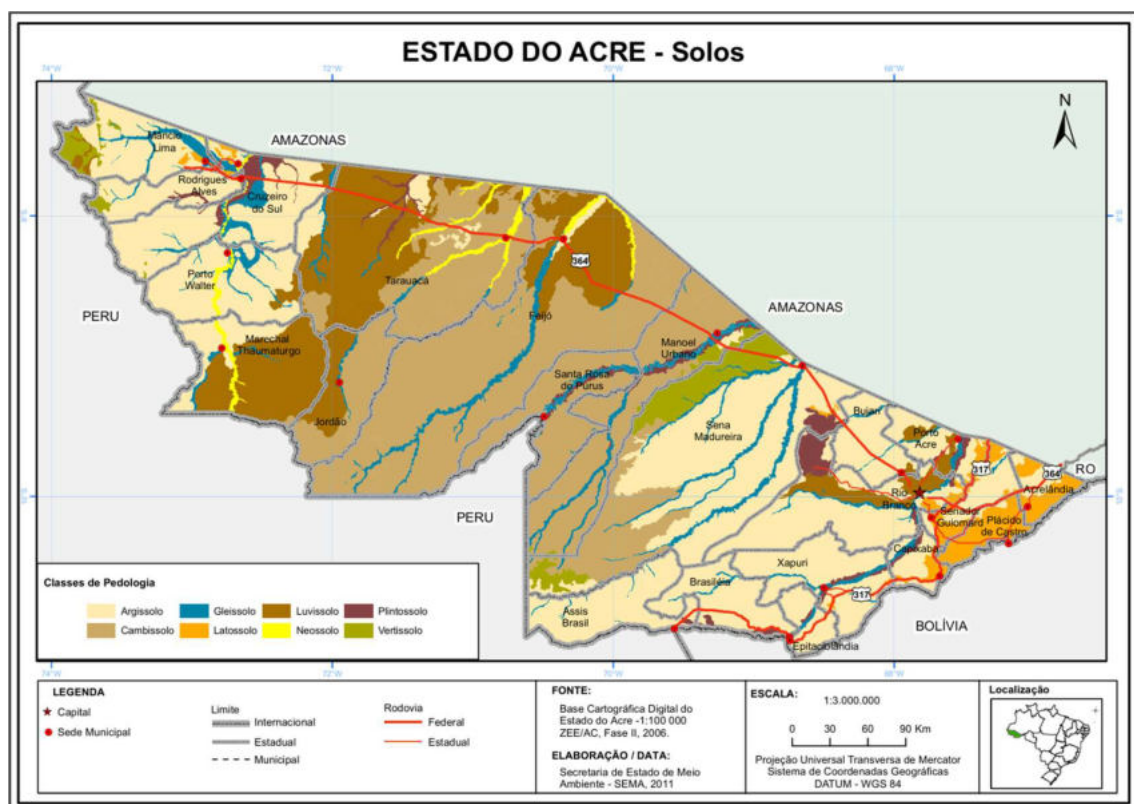 ESTADO DO ACRE - Solos
74°W
72°W
70°W
68°W
N
AMAZONAS
Mâncio
Lima
Rodrigues
Alves
Cruzeiro
do Sul
364
Tarauacá
Porto
Walter
PERU
Feijó
AMAZONAS
Marechal
Thaumaturgo
Manoel
Urbano
Santa Rosa
do Purus
Jordão
Bujari
Sena
Madureira
Porto
Acre
317
364
RO
Acrelândia
Rio
Branco
PERU
Senador
Guiomard
Plácido
de Castro
Capixaba
Xapuri
Brasiléia
317
Assis
Brasil
BOLÍVIA
Epitaciolândia
Classes de Pedologia
Argissolo
Gleissolo
Luvissolo
Plintossolo
Cambissolo
Latossolo
Neossolo
Vertissolo
74°W
72°W
70°W
68°W
LEGENDA
Capital
Sede Municipal
Limite
Internacional
Estadual
Municipal
Rodovia
Federal
Estadual
FONTE:
Base Cartográfica Digital do
Estado do Acre -1:100 000
ZEE/AC, Fase II, 2006.
ELABORAÇÃO / DATA:
Secretaria de Estado de Meio
Ambiente - SEMA, 2011
ESCALA:
1:3.000.000
0 30 60 90 Km
Projeção Universal Transversa de Mercator
Sistema de Coordenadas Geográficas
DATUM - WGS 84
Localização